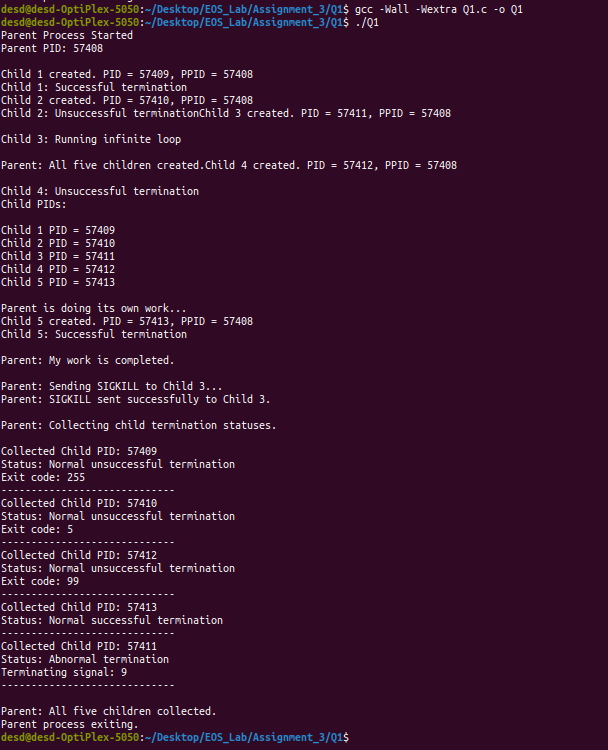 desd@desd-OptiPlex-5050:~/Desktop/EOS_Lab/Assignment_3/Q1$ gcc -Wall -Wextra Q1.c -o Q1
desd@desd-OptiPlex-5050:~/Desktop/EOS_Lab/Assignment_3/Q1$ ./Q1
Parent Process Started
Parent PID: 57408
Child 1 created. PID = 57409, PPID = 57408
Child 1: Successful termination
Child 2 created. PID = 57410, PPID = 57408
Child 2: Unsuccessful terminationChild 3 created. PID = 57411, PPID = 57408
Child 3: Running infinite loop
Parent: All five children created.Child 4 created. PID = 57412, PPID = 57408
Child 4: Unsuccessful termination
Child PIDs:
Child 1 PID = 57409
Child 2 PID = 57410
Child 3 PID = 57411
Child 4 PID = 57412
Child 5 PID = 57413
Parent is doing its own work...
Child 5 created. PID = 57413, PPID = 57408
Child 5: Successful termination
Parent: My work is completed.
Parent: Sending SIGKILL to Child 3...
Parent: SIGKILL sent successfully to Child 3.
Parent: Collecting child termination statuses.
Collected Child PID: 57409
Status: Normal unsuccessful termination
Exit code: 255
-----------------------------
Collected Child PID: 57410
Status: Normal unsuccessful termination
Exit code: 5
-----------------------------
Collected Child PID: 57412
Status: Normal unsuccessful termination
Exit code: 99
-----------------------------
Collected Child PID: 57413
Status: Normal successful termination
-----------------------------
Collected Child PID: 57411
Status: Abnormal termination
Terminating signal: 9
-----------------------------
Parent: All five children collected.
Parent process exiting.
desd@desd-OptiPlex-5050:~/Desktop/EOS_Lab/Assignment_3/Q1$